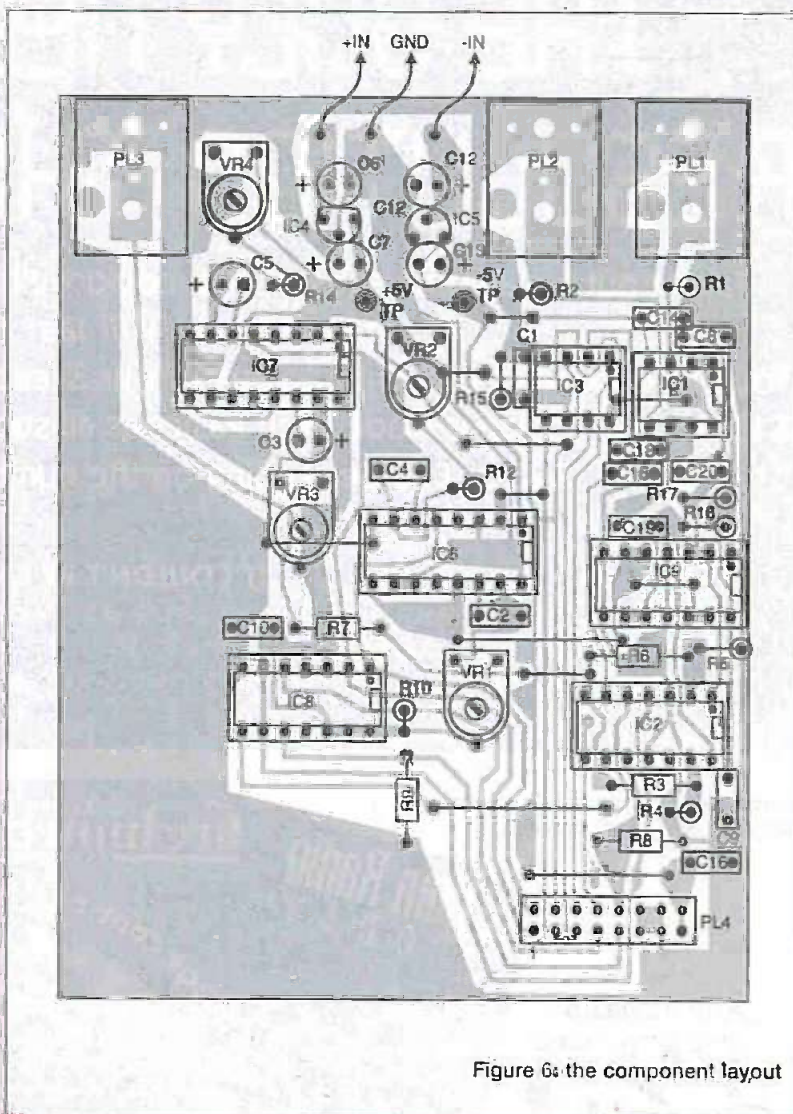 +IN GND -IN
PL3
VR4
C6
C12
PL2
PL1
IC4
C12
IC5
C7
C13
C5
R14
+5V
TP
-5V
TP
R2
R1
C14
C8
IC7
VR2
C1
IC3
IC1
R15
C3
C4
R12
C18
C16
C20
R17
R16
VR3
IC6
C19
IC9
C2
C10
R7
R6
R5
VR1
R10
IC2
R9
R3
R4
R8
C9
C16
PL4
Figure 6: the component layout